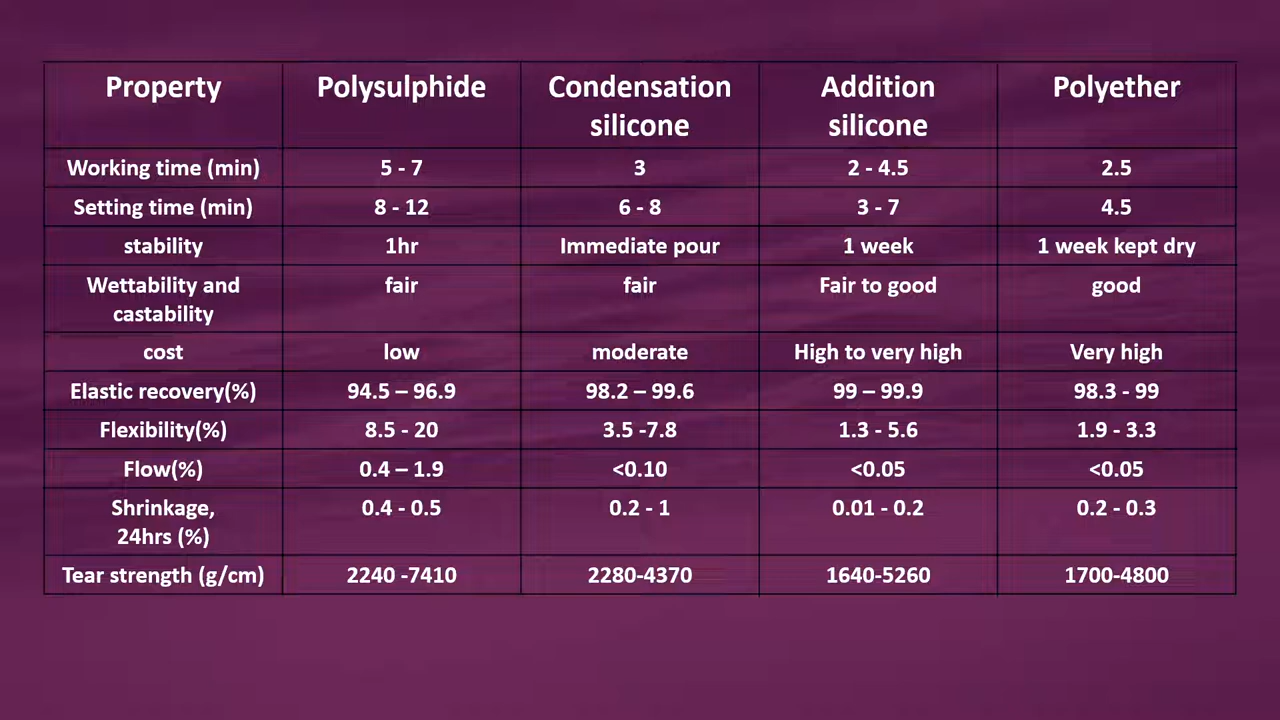 Property Polysulphide Condensation silicone Addition silicone Polyether
Working time (min) 5 - 7 3 2 - 4.5 2.5
Setting time (min) 8 - 12 6 - 8 3 - 7 4.5
stability 1hr Immediate pour 1 week 1 week kept dry
Wettability and castability fair fair Fair to good good
cost low moderate High to very high Very high
Elastic recovery(%) 94.5 – 96.9 98.2 – 99.6 99 – 99.9 98.3 - 99
Flexibility(%) 8.5 - 20 3.5 -7.8 1.3 - 5.6 1.9 - 3.3
Flow(%) 0.4 – 1.9 <0.10 <0.05 <0.05
Shrinkage, 24hrs (%) 0.4 - 0.5 0.2 - 1 0.01 - 0.2 0.2 - 0.3
Tear strength (g/cm) 2240 -7410 2280-4370 1640-5260 1700-4800